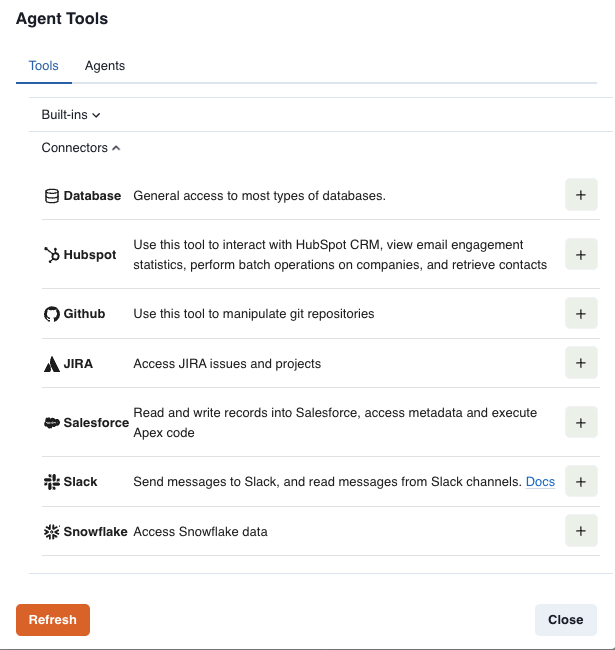 Agent Tools
Tools Agents
Built-ins
Connectors
Database General access to most types of databases.
Hubspot Use this tool to interact with HubSpot CRM, view email engagement
statistics, perform batch operations on companies, and retrieve contacts
Github Use this tool to manipulate git repositories
JIRA Access JIRA issues and projects
Salesforce Read and write records into Salesforce, access metadata and execute
Apex code
Slack Send messages to Slack, and read messages from Slack channels. Docs
Snowflake Access Snowflake data
Refresh Close